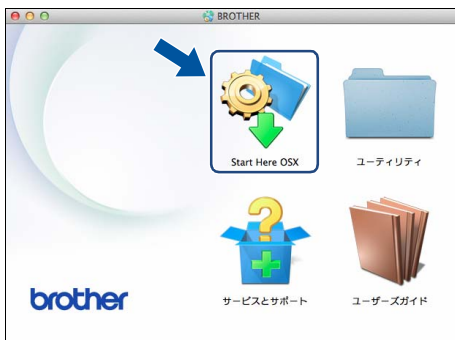 BROTHER
Start Here OSX
ユーティリティ
?
サービスとサポート
ユーザーズガイド
brother